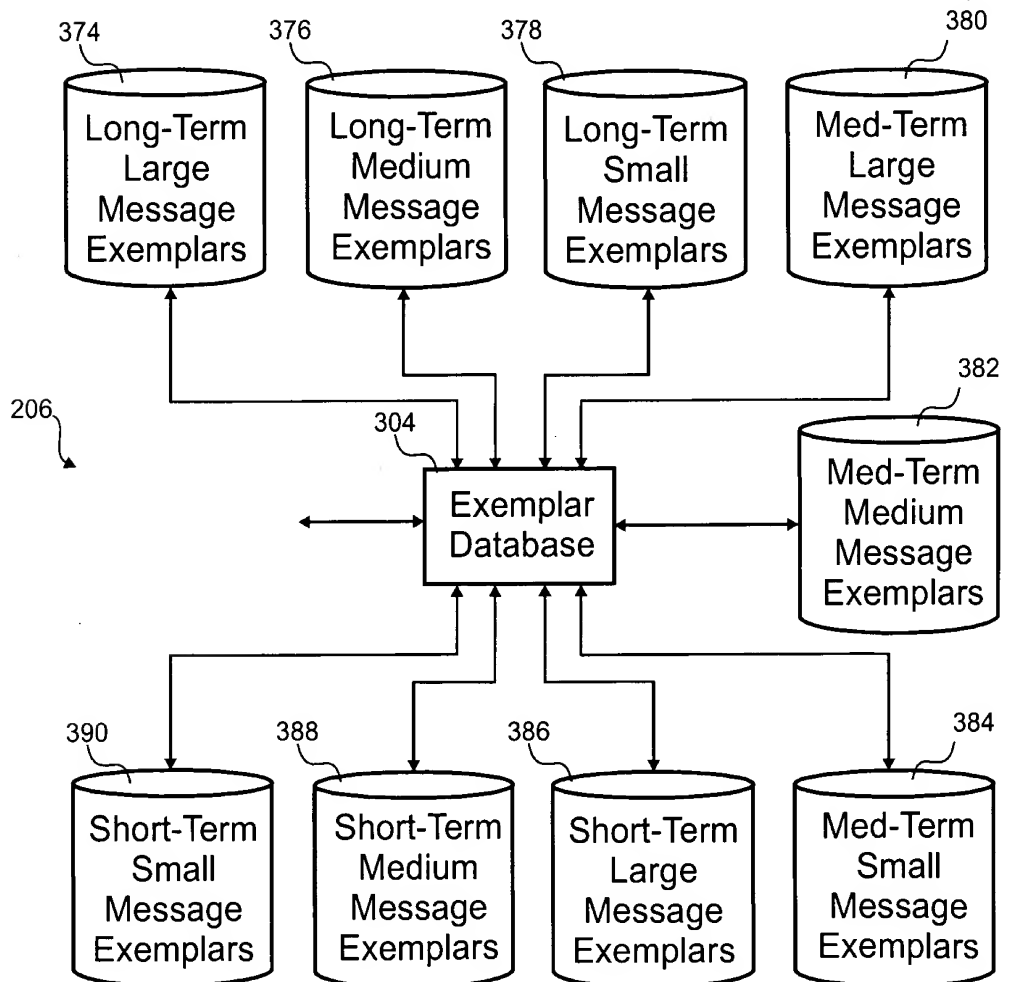 374
376
378
380
Long-Term
Large
Message
Exemplars
Long-Term
Medium
Message
Exemplars
Long-Term
Small
Message
Exemplars
Med-Term
Large
Message
Exemplars
206
304
382
Exemplar
Database
Med-Term
Medium
Message
Exemplars
390
388
386
384
Short-Term
Small
Message
Exemplars
Short-Term
Medium
Message
Exemplars
Short-Term
Large
Message
Exemplars
Med-Term
Small
Message
Exemplars